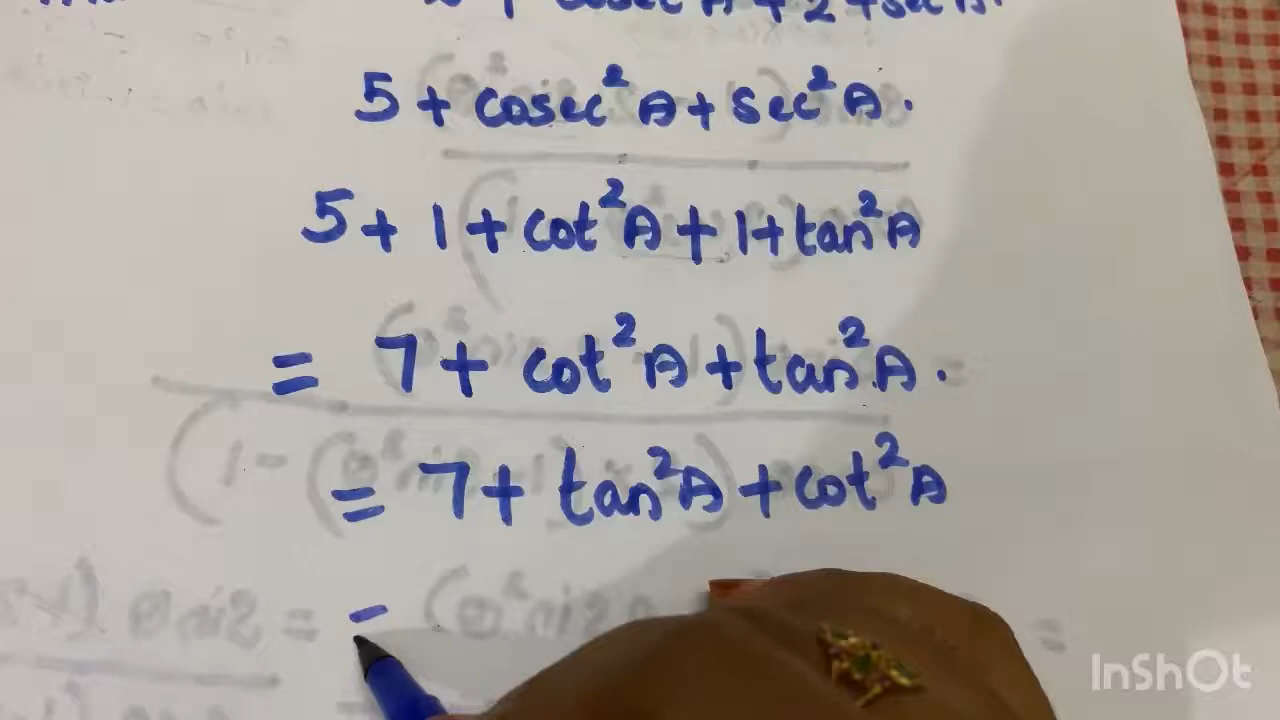 5 + cosec²A + sec²A.
5 + 1 + cot²A + 1 + tan²A
= 7 + cot²A + tan²A.
= 7 + tan²A + cot²A
InShOt